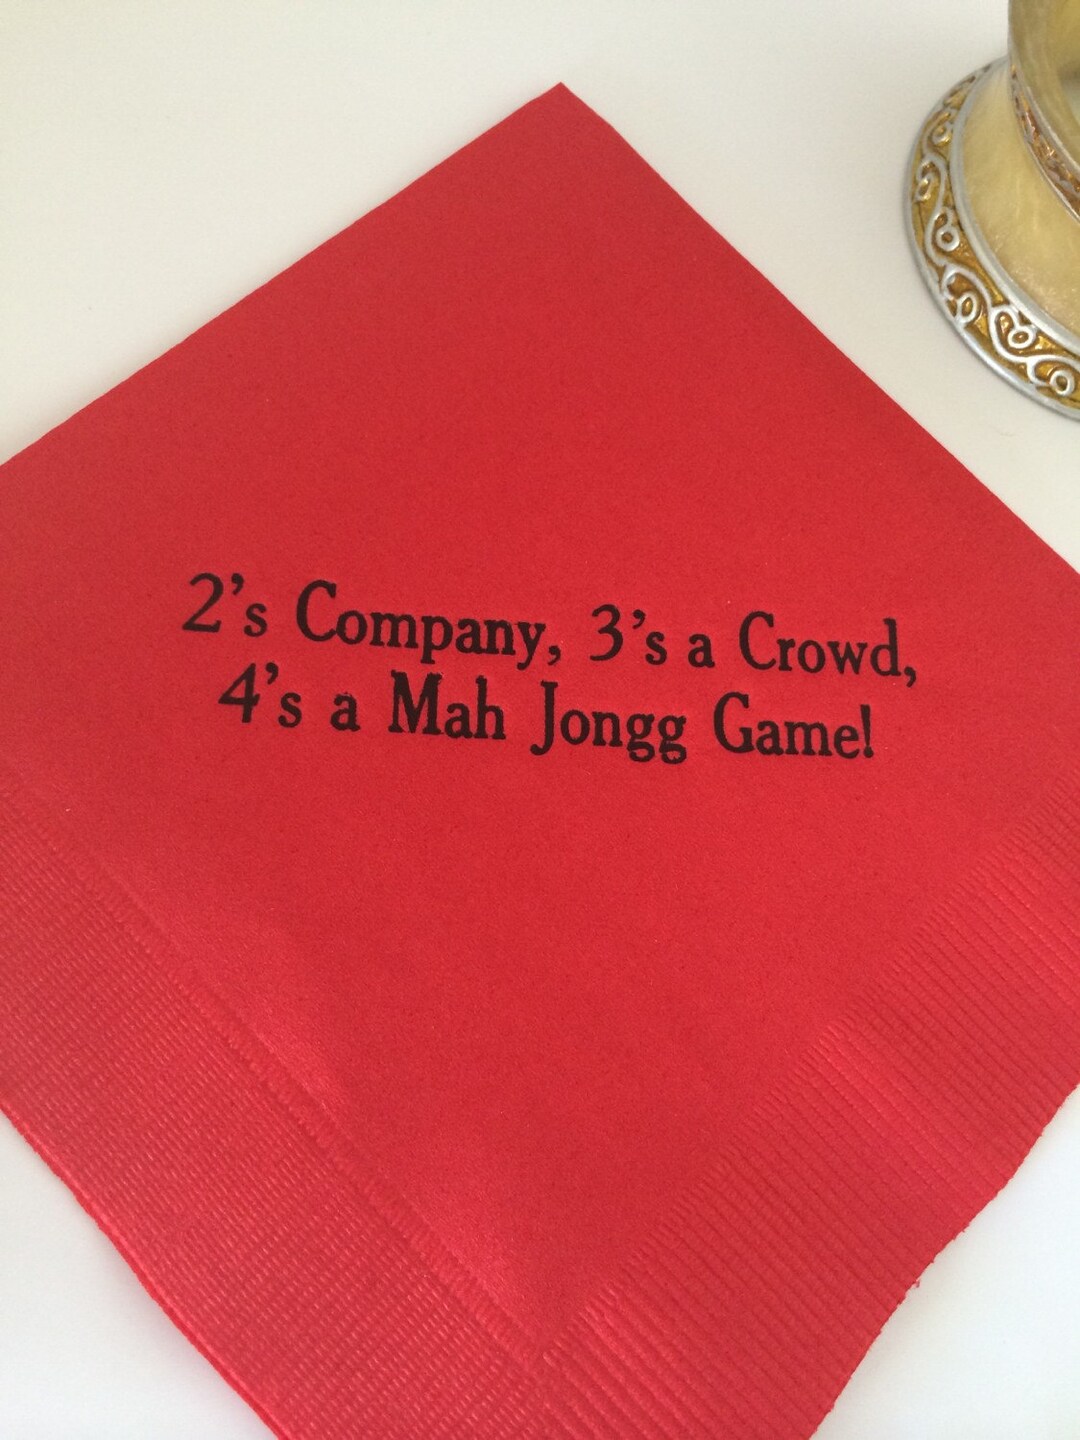 2's Company, 3's a Crowd,
4's a Mah Jongg Game!